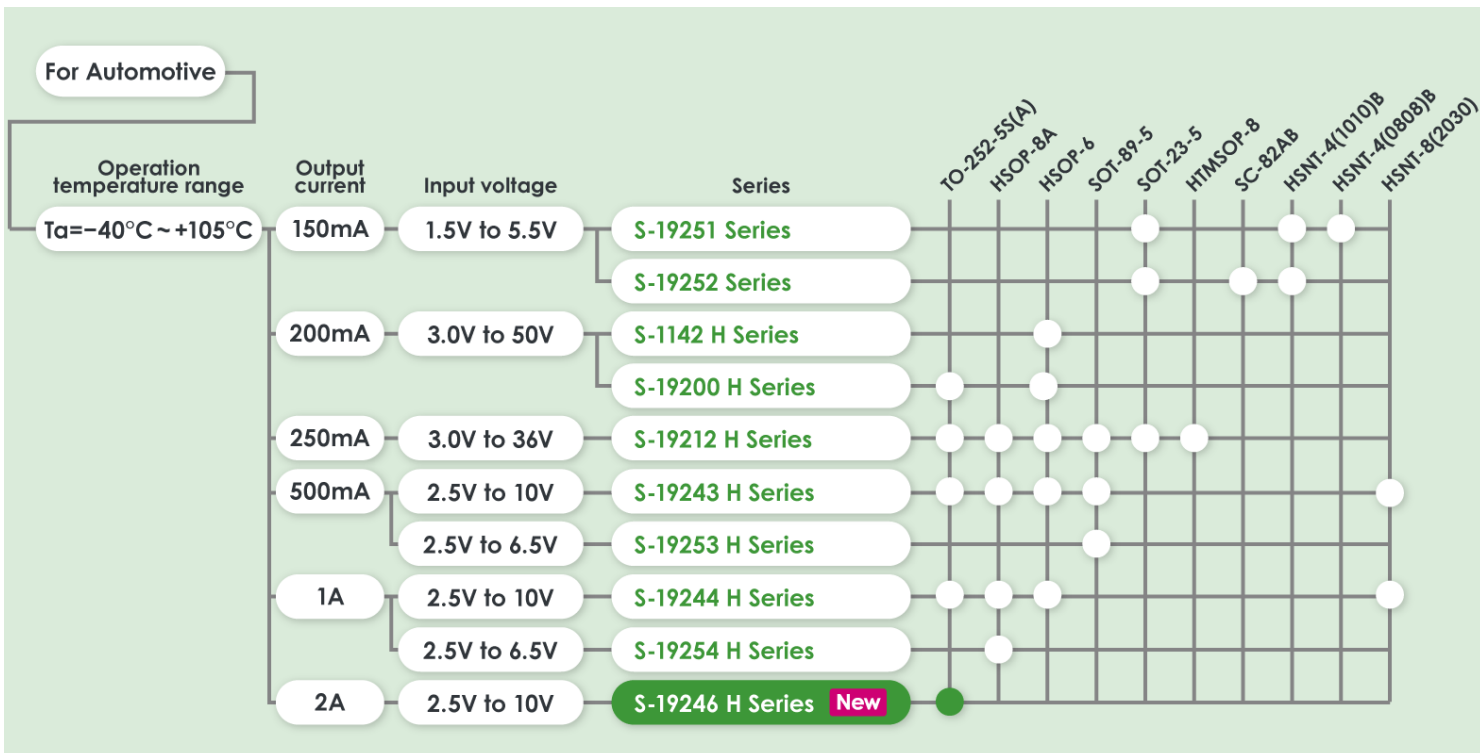 For Automotive
TO-252-5S(A)
HSOP-8A
HSOP-6
SOT-89-5
SOT-23-5
HTMSOP-8
SC-82AB
HSNT-4(1010)B
HSNT-4(0808)B
HSNT-8(2030)
Operation
temperature range
Output
current
Input voltage
Series
Ta=−40°C ~ +105°C
150mA
1.5V to 5.5V
S-19251 Series
S-19252 Series
200mA
3.0V to 50V
S-1142 H Series
S-19200 H Series
250mA
3.0V to 36V
S-19212 H Series
500mA
2.5V to 10V
S-19243 H Series
2.5V to 6.5V
S-19253 H Series
1A
2.5V to 10V
S-19244 H Series
2.5V to 6.5V
S-19254 H Series
2A
2.5V to 10V
S-19246 H Series New